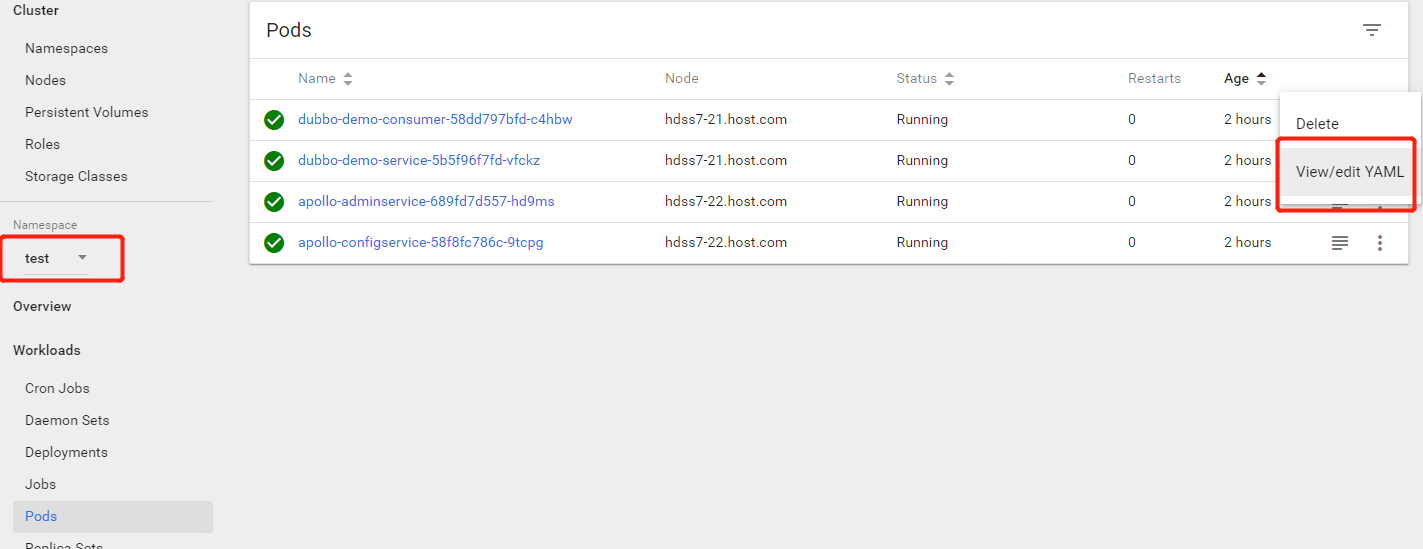 Cluster
Namespaces
Nodes
Persistent Volumes
Roles
Storage Classes
Namespace
test
Overview
Workloads
Cron Jobs
Daemon Sets
Deployments
Jobs
Pods
Replica Sets
Pods
Name Node Status Restarts Age
dubbo-demo-consumer-58dd797bfd-c4hbw hdss7-21.host.com Running 0 2 hours
dubbo-demo-service-5b5f96f7fd-vfckz hdss7-21.host.com Running 0 2 hours
apollo-adminservice-689fd7d557-hd9ms hdss7-22.host.com Running 0 2 hours
apollo-configservice-58f8fc786c-9tcpg hdss7-22.host.com Running 0 2 hours
Delete
View/edit YAML